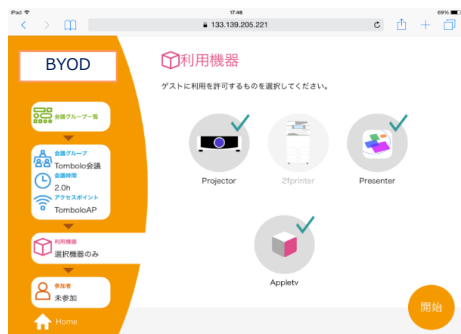 iPad
17:46
69%
133.139.205.221
BYOD
会議グループ一覧
会議グループ
Tombolo会議
会議時間
2.0h
アクセスポイント
TomboloAP
利用機器
選択機器のみ
参加者
未参加
Home
利用機器
ゲストに利用を許可するものを選択してください。
Projector
2fprinter
Presenter
Appletv
開始